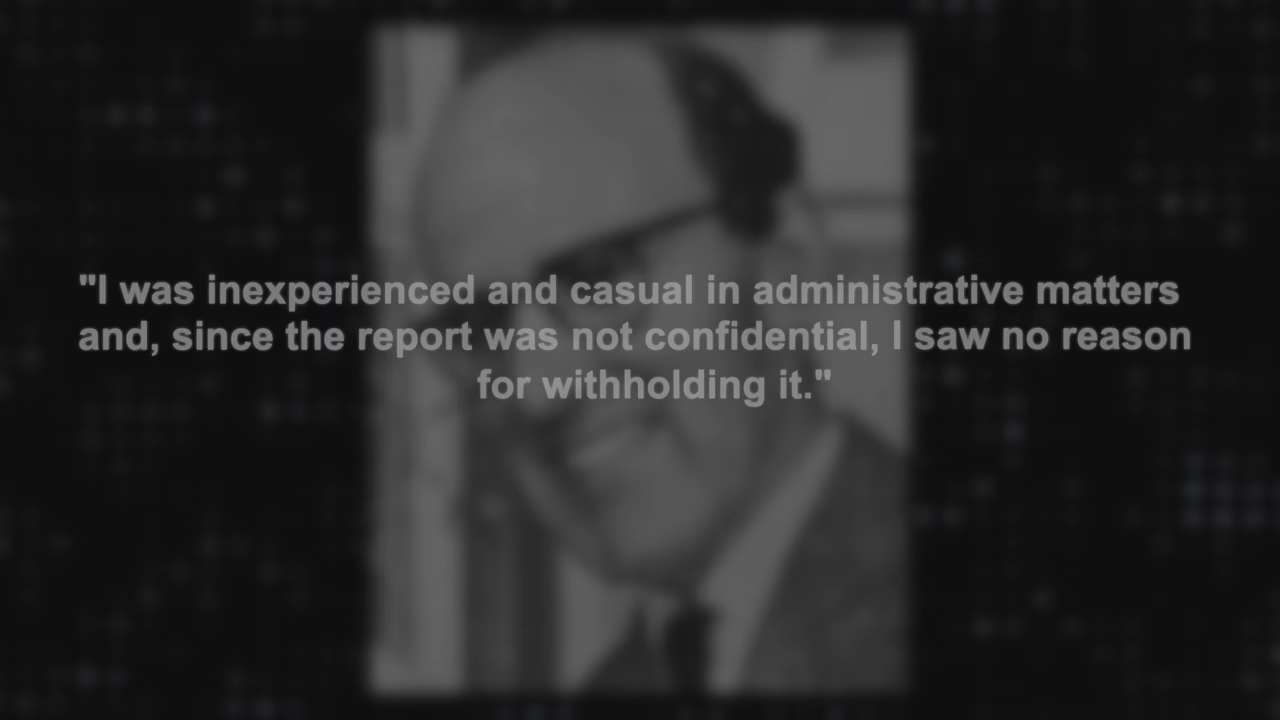 "I was inexperienced and casual in administrative matters
and, since the report was not confidential, I saw no reason
for withholding it."